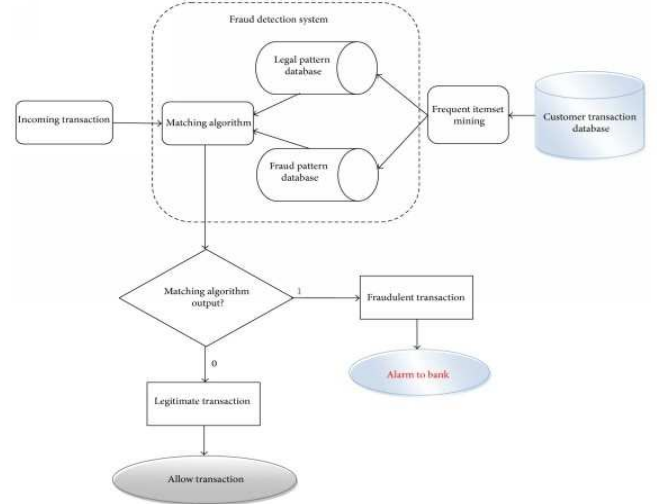 Fraud detection system
Legal pattern
database
Incoming transaction
Matching algorithm
Frequent itemset
mining
Customer transaction
database
Fraud pattern
database
Matching algorithm
output?
1
Fraudulent transaction
0
Alarm to bank
Legitimate transaction
Allow transaction